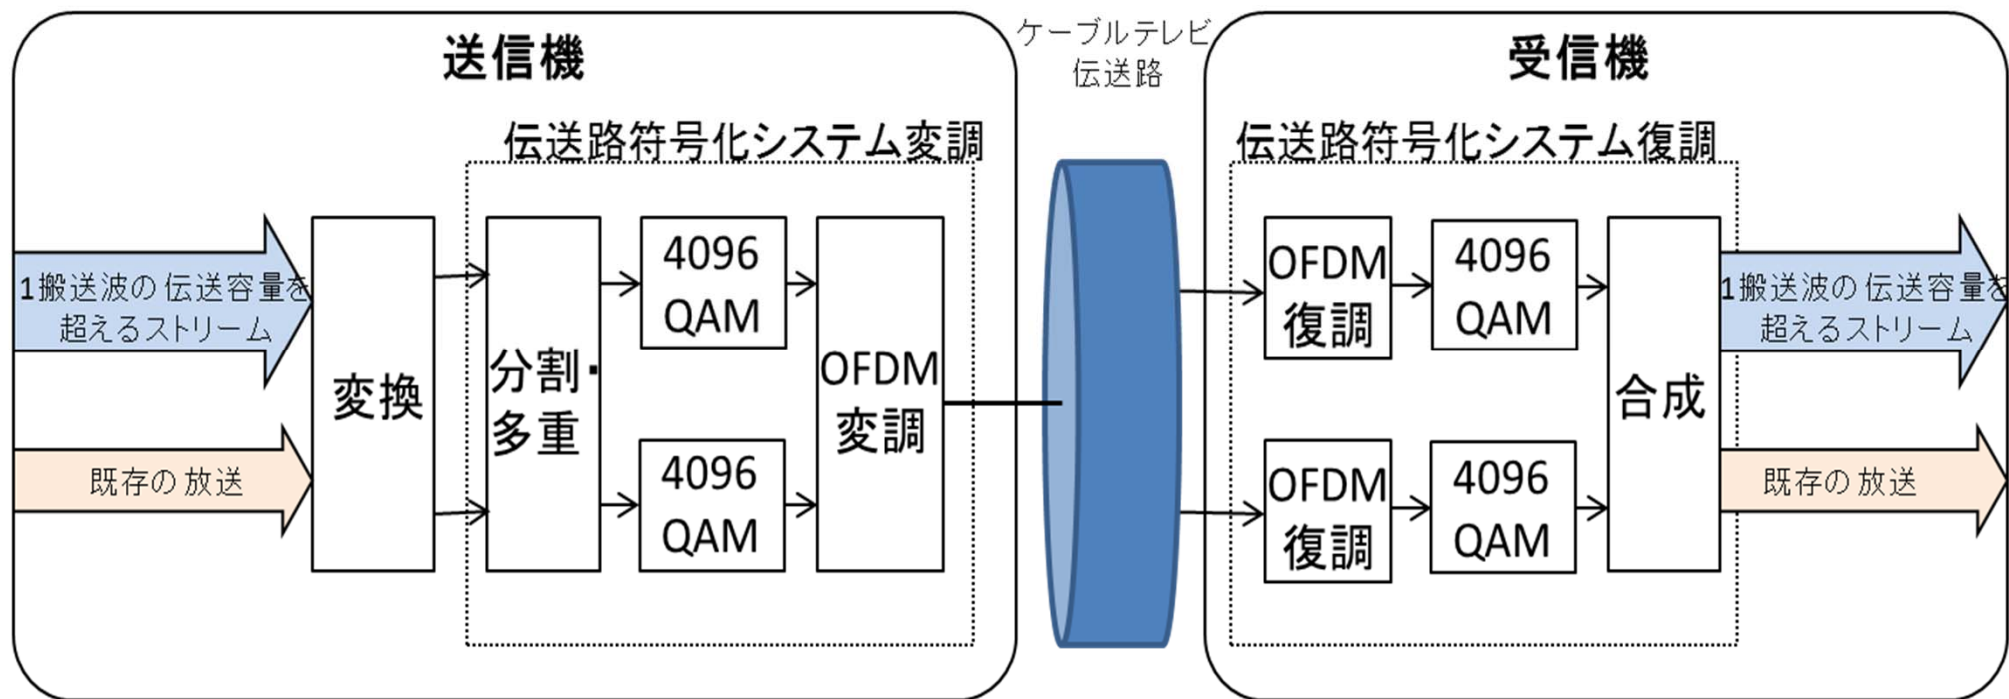 送信機
ケーブルテレビ
伝送路
受信機
伝送路符号化システム変調
伝送路符号化システム復調
1搬送波の伝送容量を
超えるストリーム
既存の放送
変換
分割・
多重
4096
QAM
4096
QAM
OFDM
変調
OFDM
復調
4096
QAM
OFDM
復調
4096
QAM
合成
1搬送波の伝送容量を
超えるストリーム
既存の放送